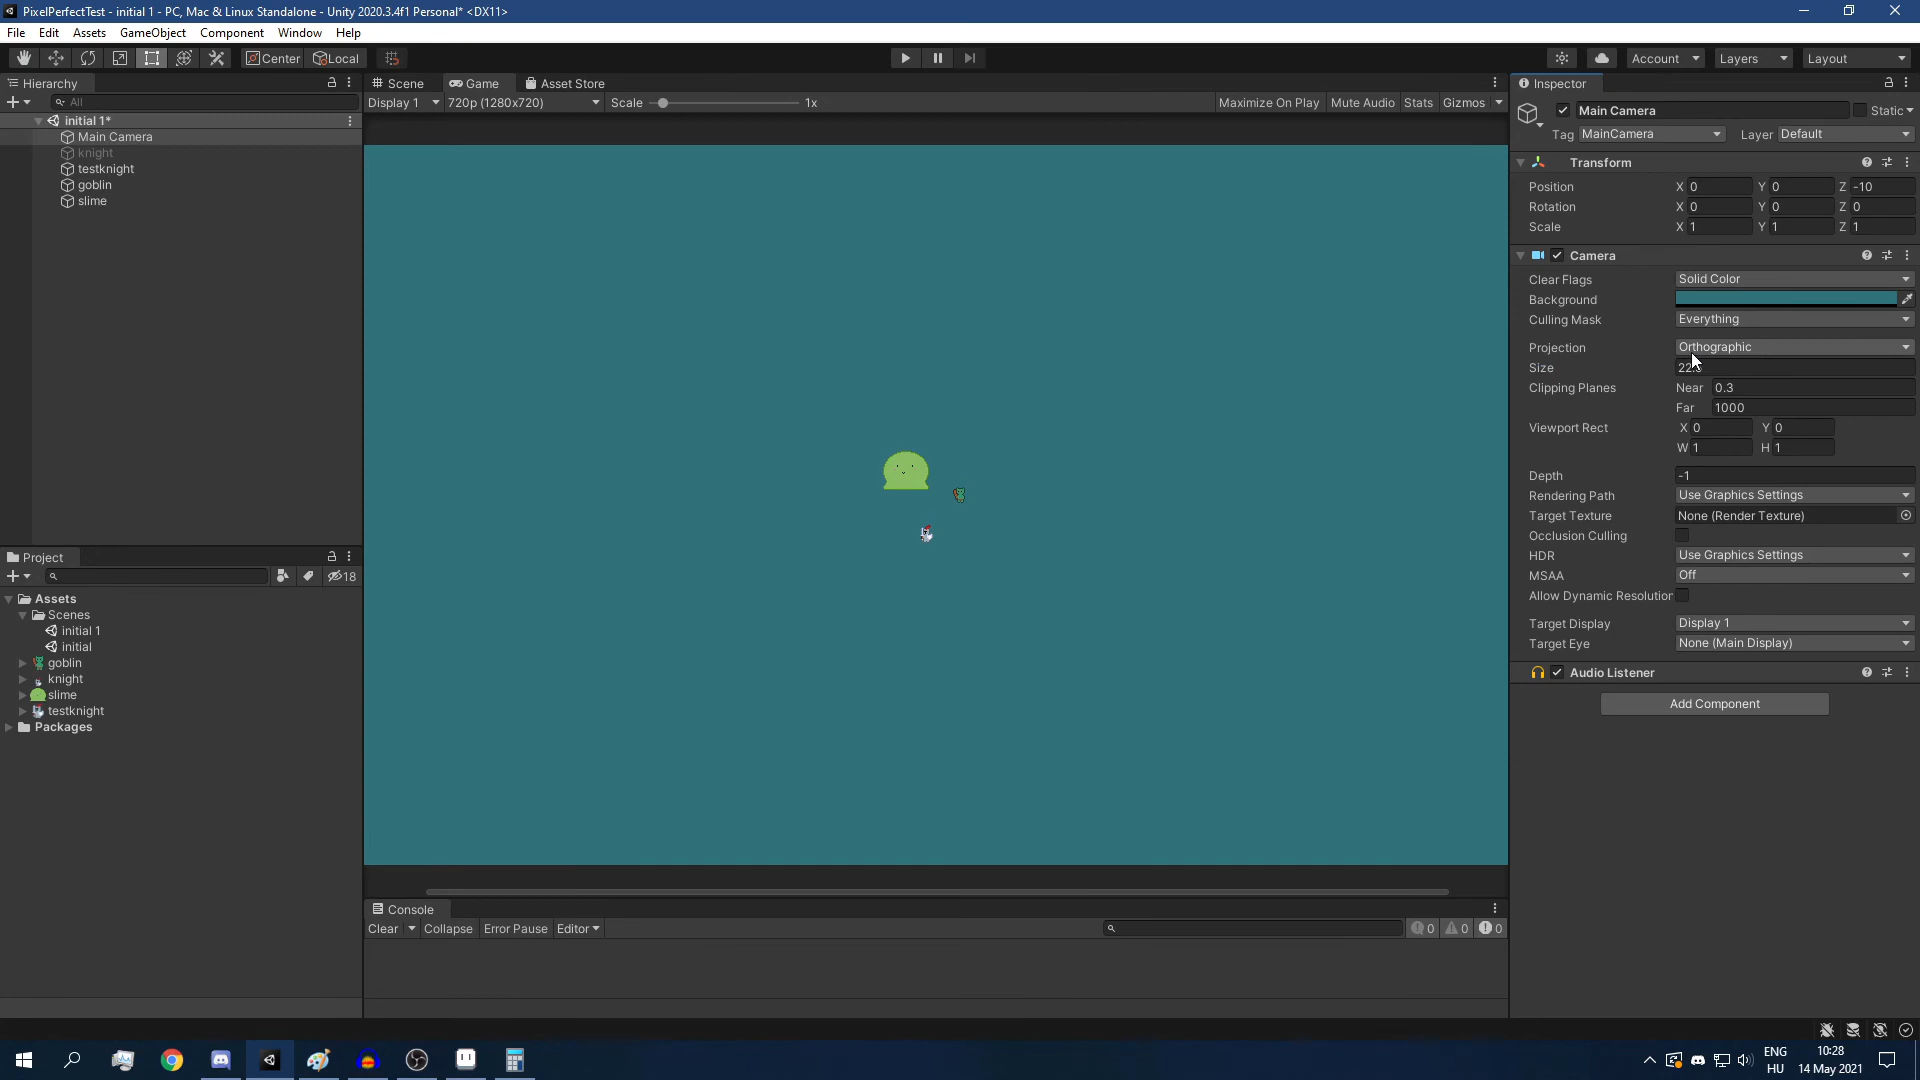 PixelPerfectTest - initial 1 - PC, Mac & Linux Standalone - Unity 2020.3.4f1 Personal* <DX11>
File Edit Assets GameObject Component Window Help
Center Local Account Layers Layout
Hierarchy
All
initial 1*
Main Camera
knight
testknight
goblin
slime
Project
18
Assets
Scenes
initial 1
initial
goblin
knight
slime
testknight
Packages
Scene Game Asset Store
Display 1 720p (1280x720) Scale 1x Maximize On Play Mute Audio Stats Gizmos
Console
Clear Collapse Error Pause Editor 0 0 0
Inspector
Main Camera Static
Tag MainCamera Layer Default
Transform
Position X 0 Y 0 Z -10
Rotation X 0 Y 0 Z 0
Scale X 1 Y 1 Z 1
Camera
Clear Flags Solid Color
Background
Culling Mask Everything
Projection Orthographic
Size
Clipping Planes Near 0.3
Far 1000
Viewport Rect X 0 Y 0
W 1 H 1
Depth -1
Rendering Path Use Graphics Settings
Target Texture None (Render Texture)
Occlusion Culling
HDR Use Graphics Settings
MSAA Off
Allow Dynamic Resolution
Target Display Display 1
Target Eye None (Main Display)
Audio Listener
Add Component
ENG 10:28
HU 14 May 2021